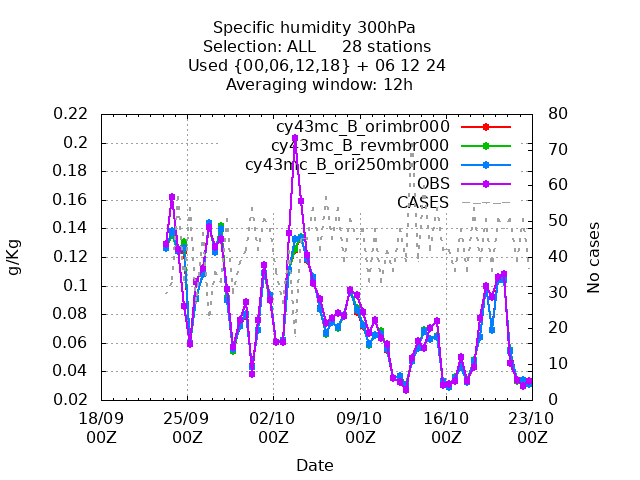 Specific humidity 300hPa
Selection: ALL 28 stations
Used {00,06,12,18} + 06 12 24
Averaging window: 12h
cy43mc_B_orimbr000
cy43mc_B_revmbr000
cy43mc_B_ori250mbr000
OBS
CASES
g/Kg
0.22
0.2
0.18
0.16
0.14
0.12
0.1
0.08
0.06
0.04
0.02
No cases
80
70
60
50
40
30
20
10
0
18/09 25/09 02/10 09/10 16/10 23/10
00Z 00Z 00Z 00Z 00Z 00Z
Date